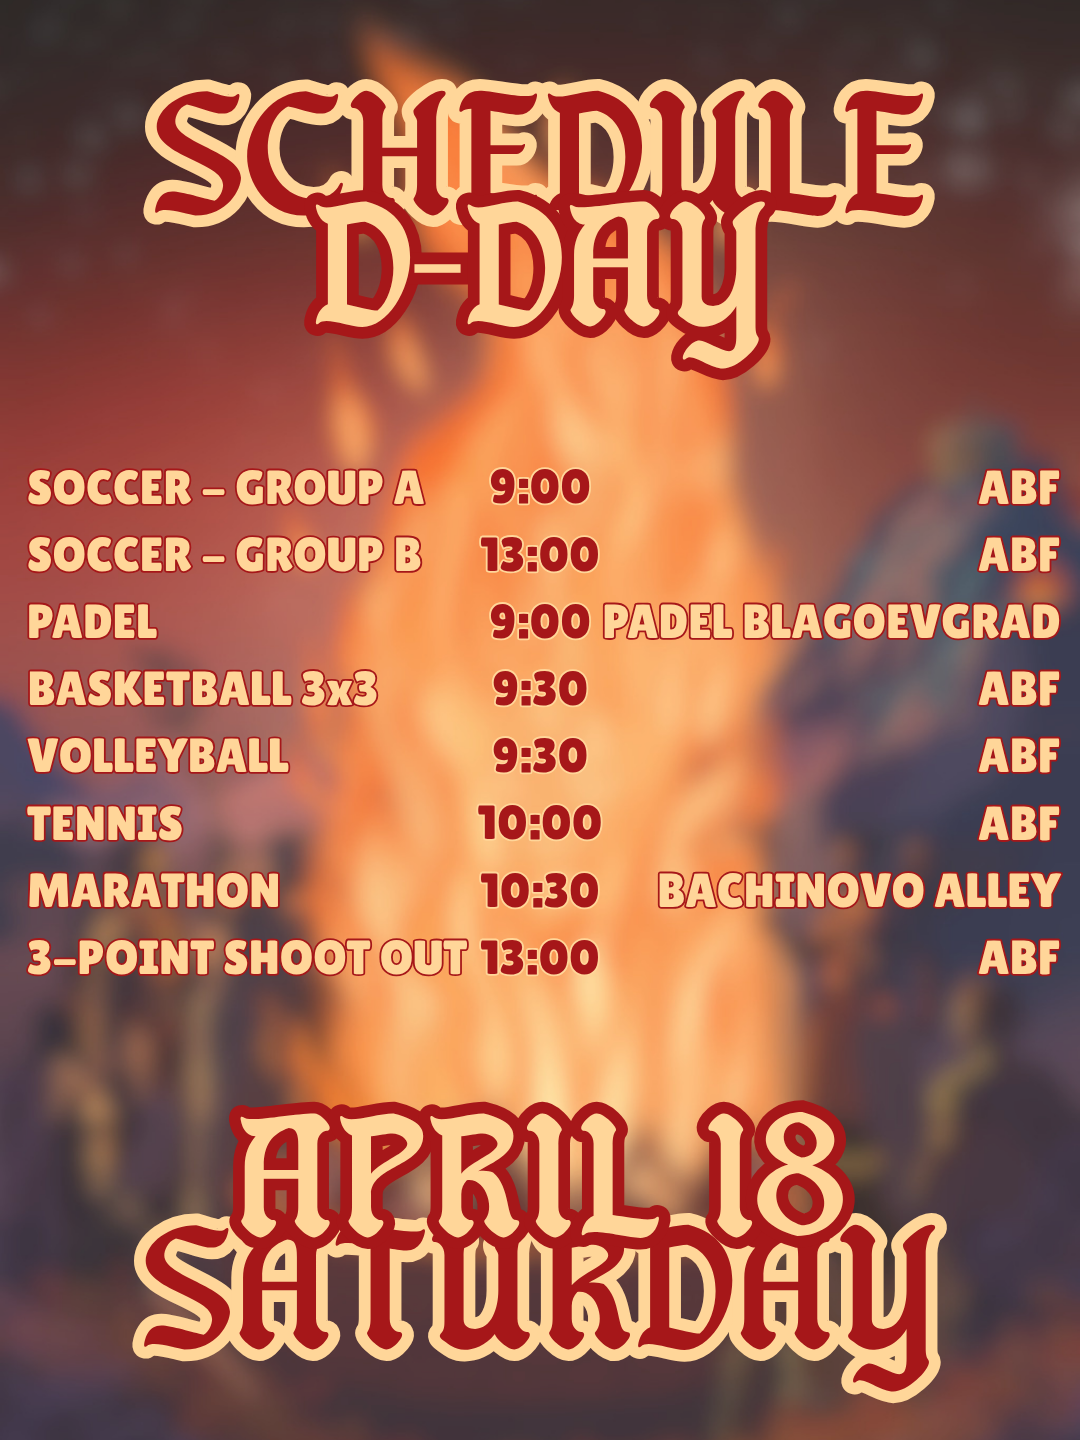 SCHEDULE
D-DAY
SOCCER - GROUP A 9:00 ABF
SOCCER - GROUP B 13:00 ABF
PADEL 9:00 PADEL BLAGOEVGRAD
BASKETBALL 3x3 9:30 ABF
VOLLEYBALL 9:30 ABF
TENNIS 10:00 ABF
MARATHON 10:30 BACHINOVO ALLEY
3-POINT SHOOT OUT 13:00 ABF
APRIL 18
SATURDAY